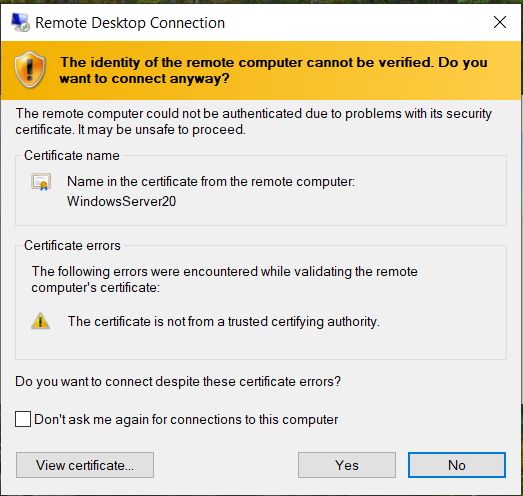 Remote Desktop Connection
The identity of the remote computer cannot be verified. Do you
want to connect anyway?
The remote computer could not be authenticated due to problems with its security
certificate. It may be unsafe to proceed.
Certificate name
Name in the certificate from the remote computer:
WindowsServer20
Certificate errors
The following errors were encountered while validating the remote
computer's certificate:
The certificate is not from a trusted certifying authority.
Do you want to connect despite these certificate errors?
Don't ask me again for connections to this computer
View certificate...
Yes
No